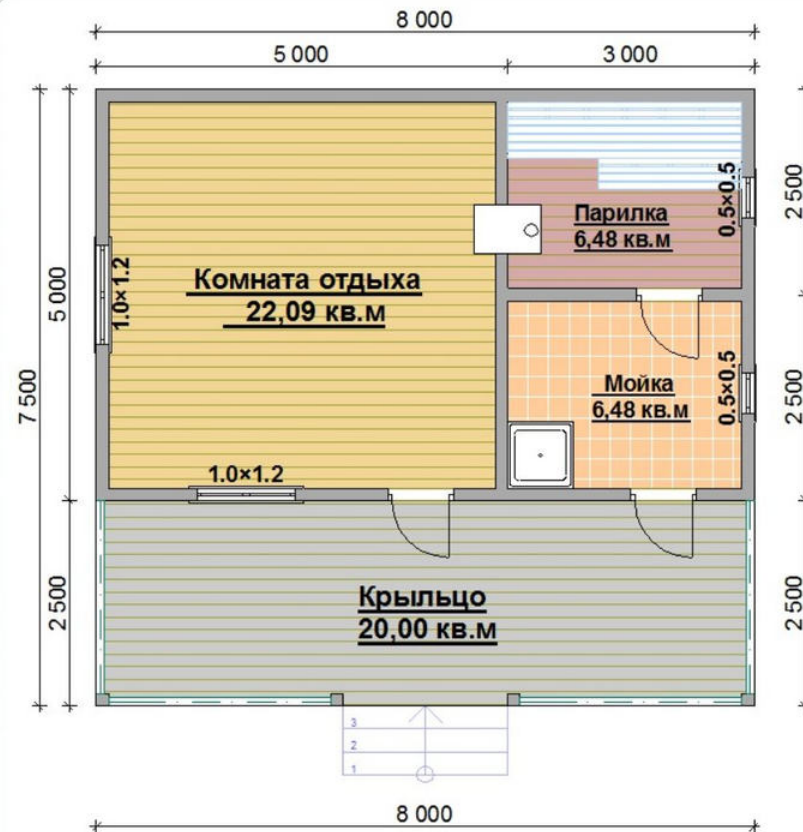 8 000
5 000
3 000
7 500
5 000
2 500
2 500
2 500
2 500
Комната отдыха
22,09 кв.м
1.0×1.2
1.0×1.2
Парилка
6,48 кв.м
0.5×0.5
Мойка
6,48 кв.м
0.5×0.5
Крыльцо
20,00 кв.м
3
2
1
8 000